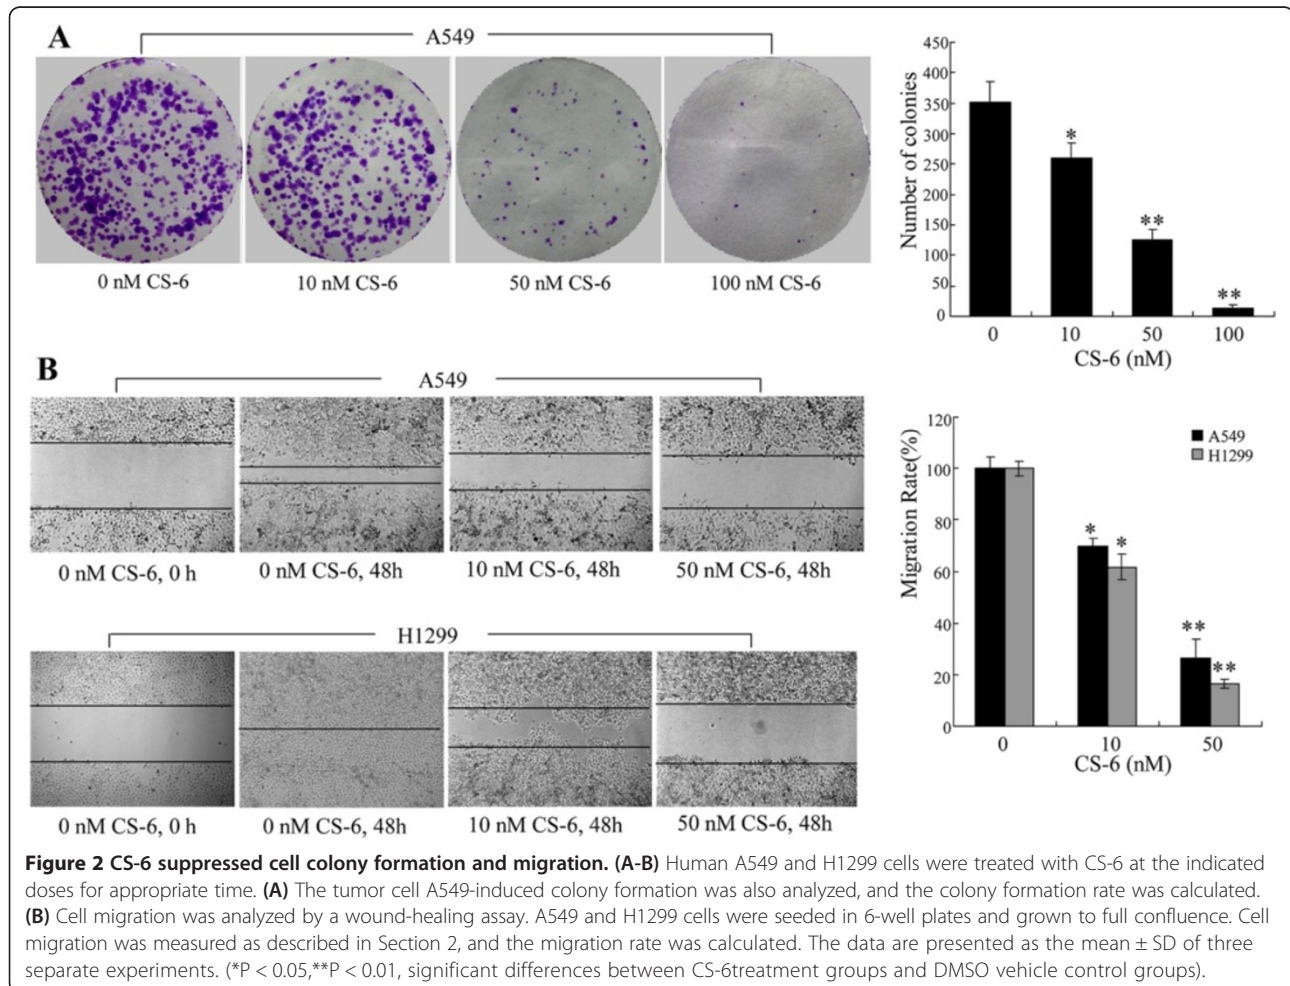 A
A549
0 nM CS-6
10 nM CS-6
50 nM CS-6
100 nM CS-6
Number of colonies
450
400
350
300
250
200
150
100
50
0
*
**
**
0
10
50
100
CS-6 (nM)
B
A549
0 nM CS-6, 0 h
0 nM CS-6, 48h
10 nM CS-6, 48h
50 nM CS-6, 48h
H1299
0 nM CS-6, 0 h
0 nM CS-6, 48h
10 nM CS-6, 48h
50 nM CS-6, 48h
Migration Rate(%)
120
100
80
60
40
20
0
A549
H1299
*
*
**
**
0
10
50
CS-6 (nM)
Figure 2 CS-6 suppressed cell colony formation and migration. (A-B) Human A549 and H1299 cells were treated with CS-6 at the indicated
doses for appropriate time. (A) The tumor cell A549-induced colony formation was also analyzed, and the colony formation rate was calculated.
(B) Cell migration was analyzed by a wound-healing assay. A549 and H1299 cells were seeded in 6-well plates and grown to full confluence. Cell
migration was measured as described in Section 2, and the migration rate was calculated. The data are presented as the mean ± SD of three
separate experiments. (*P < 0.05,**P < 0.01, significant differences between CS-6treatment groups and DMSO vehicle control groups).